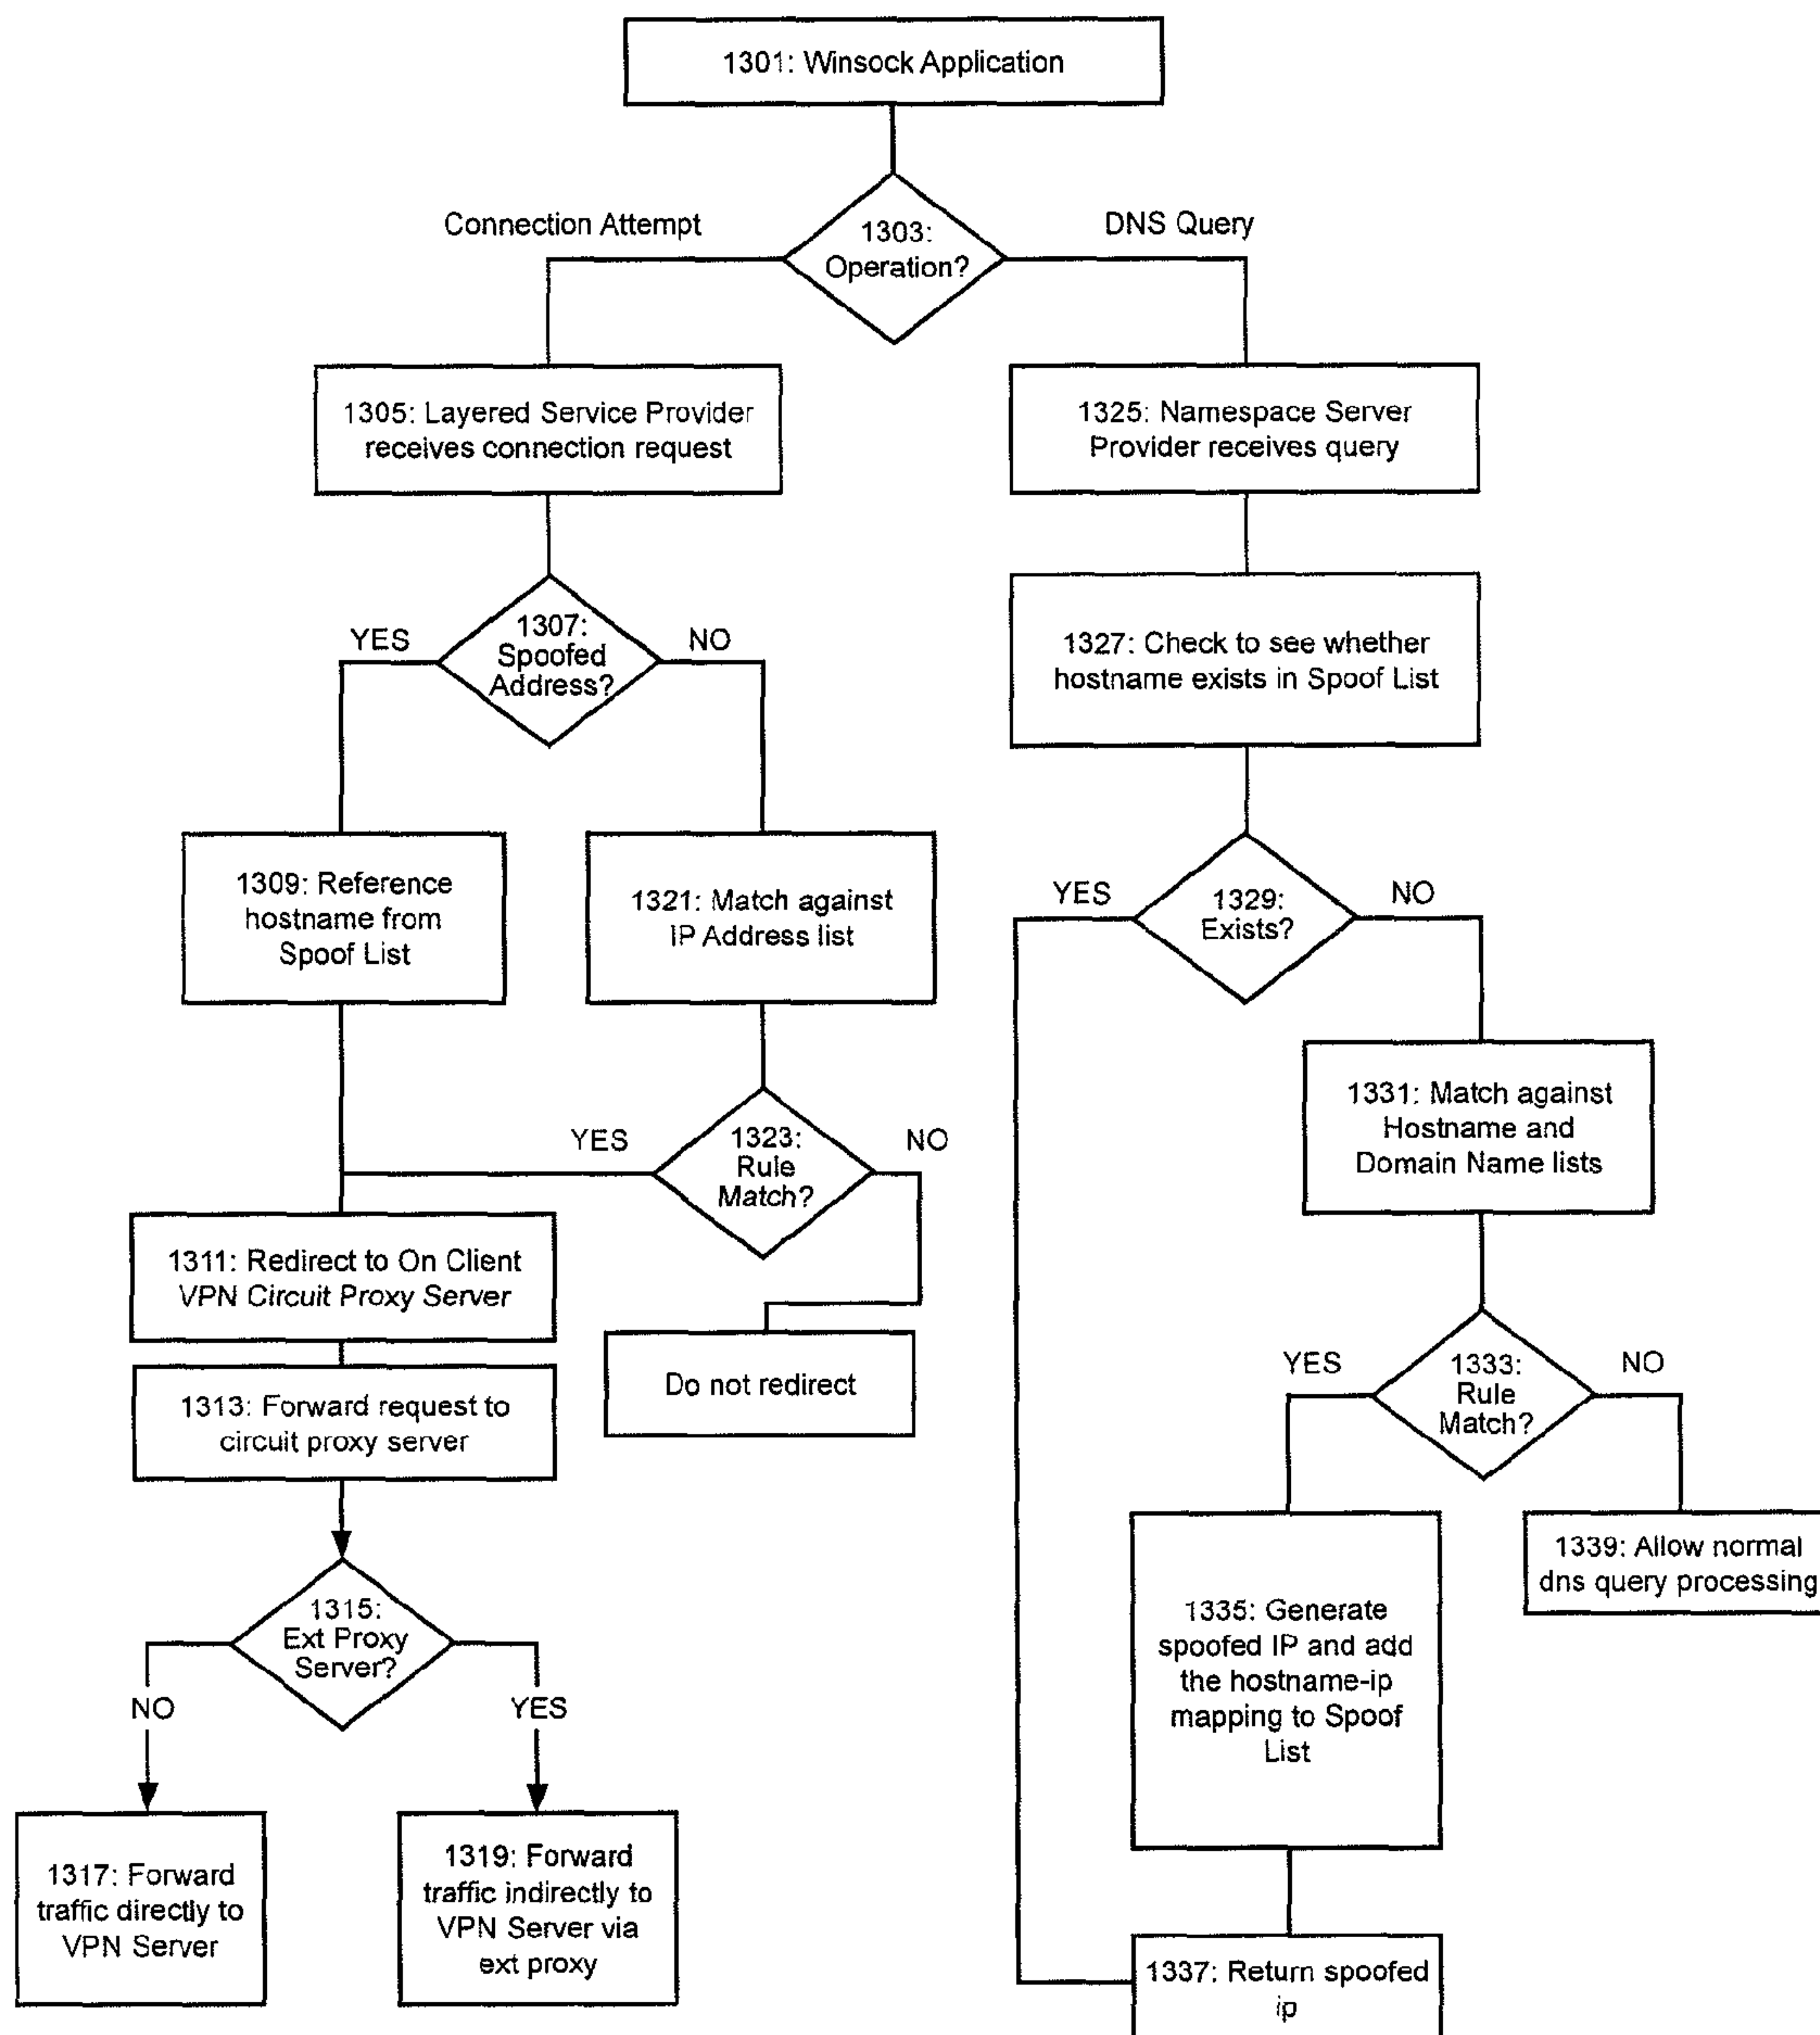 1301: Winsock Application
Connection Attempt
1303:
Operation?
DNS Query
1305: Layered Service Provider
receives connection request
1325: Namespace Server
Provider receives query
YES
1307:
Spoofed
Address?
NO
1327: Check to see whether
hostname exists in Spoof List
1309: Reference
hostname from
Spoof List
1321: Match against
IP Address list
YES
1329:
Exists?
NO
1331: Match against
Hostname and
Domain Name lists
YES
1323:
Rule
Match?
NO
1311: Redirect to On Client
VPN Circuit Proxy Server
Do not redirect
1313: Forward request to
circuit proxy server
YES
1333:
Rule
Match?
NO
1335: Generate
spoofed IP and add
the hostname-ip
mapping to Spoof
List
1339: Allow normal
dns query processing
1315:
Ext Proxy
Server?
NO
YES
1317: Forward
traffic directly to
VPN Server
1319: Forward
traffic indirectly to
VPN Server via
ext proxy
1337: Return spoofed
ip